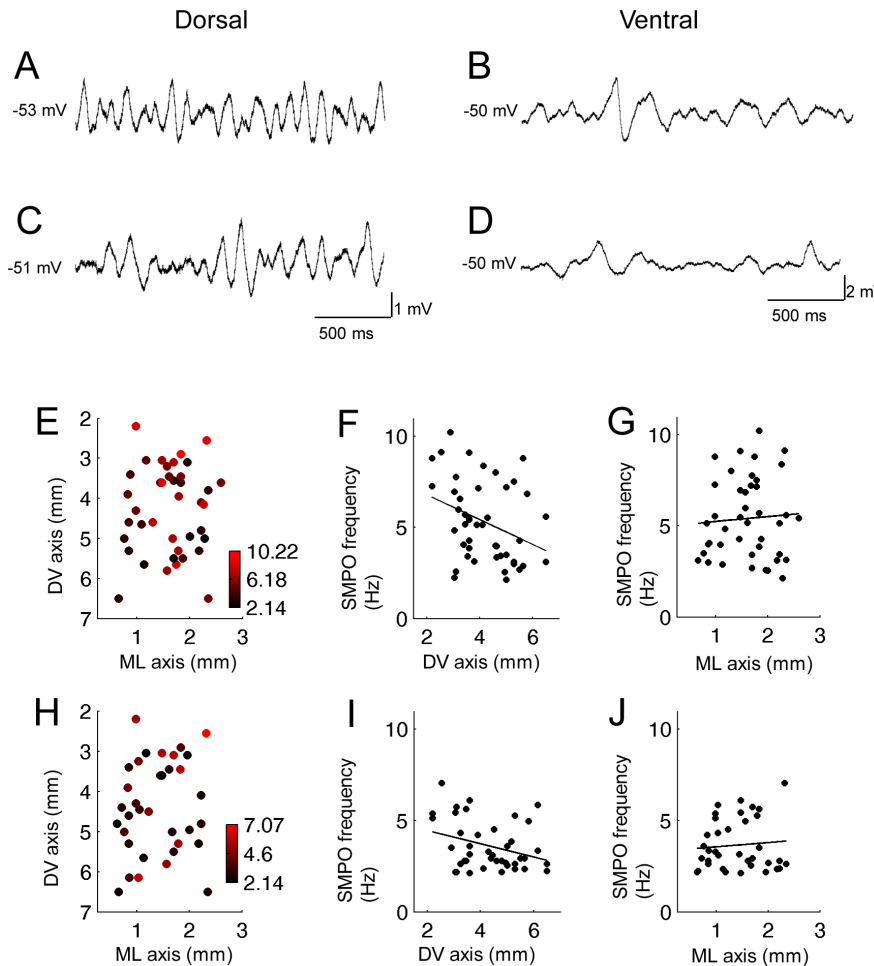 Dorsal
Ventral
A
B
-53 mV
-50 mV
C
D
-51 mV
-50 mV
1 mV
500 ms
2 mV
500 ms
E
F
G
2
3
4
5
6
7
DV axis (mm)
10.22
6.18
2.14
1 2 3
ML axis (mm)
10
5
0
SMPO frequency
(Hz)
2 4 6
DV axis (mm)
10
5
0
SMPO frequency
(Hz)
1 2 3
ML axis (mm)
H
I
J
2
3
4
5
6
7
DV axis (mm)
7.07
4.6
2.14
1 2 3
ML axis (mm)
10
5
0
SMPO frequency
(Hz)
2 4 6
DV axis (mm)
10
5
0
SMPO frequency
(Hz)
1 2 3
ML axis (mm)